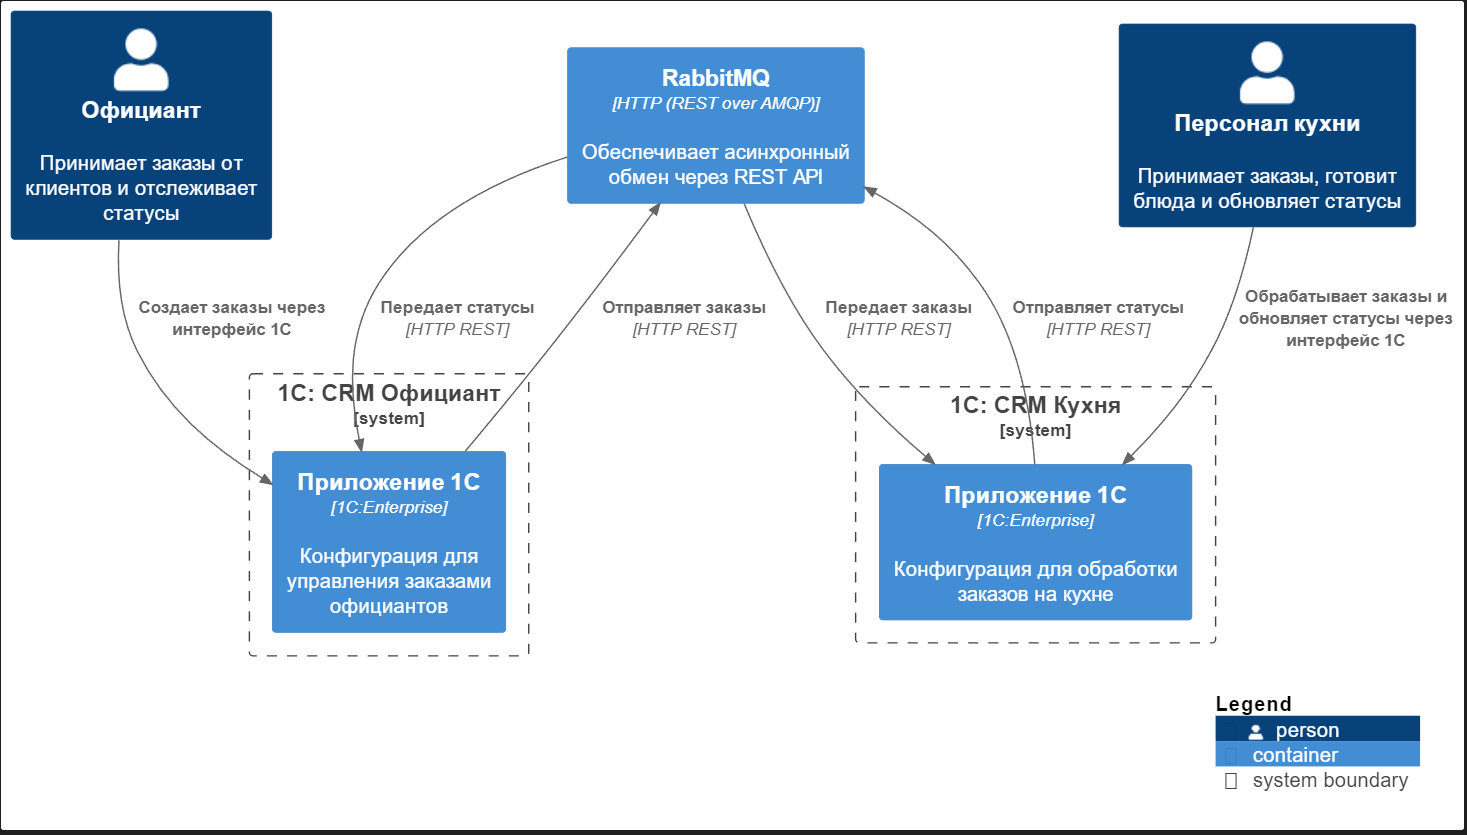 Официант
Принимает заказы от
клиентов и отслеживает
статусы
RabbitMQ
[HTTP (REST over AMQP)]
Обеспечивает асинхронный
обмен через REST API
Персонал кухни
Принимает заказы, готовит
блюда и обновляет статусы
Создает заказы через
интерфейс 1С
Передает статусы
[HTTP REST]
Отправляет заказы
[HTTP REST]
Передает заказы
[HTTP REST]
Отправляет статусы
[HTTP REST]
Обрабатывает заказы и
обновляет статусы через
интерфейс 1С
1С: CRM Официант
[system]
Приложение 1С
[1C:Enterprise]
Конфигурация для
управления заказами
официантов
1С: CRM Кухня
[system]
Приложение 1С
[1C:Enterprise]
Конфигурация для обработки
заказов на кухне
Legend
person
container
system boundary